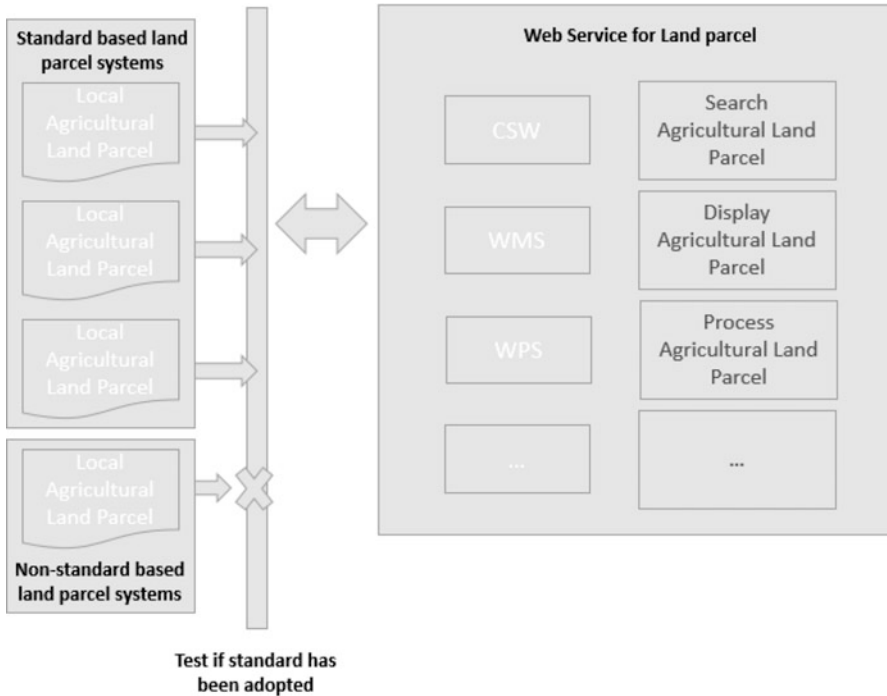 Standard based land
parcel systems
Local
Agricultural
Land Parcel
Local
Agricultural
Land Parcel
Local
Agricultural
Land Parcel
Local
Agricultural
Land Parcel
Non-standard based
land parcel systems
Test if standard has
been adopted
Web Service for Land parcel
CSW
Search
Agricultural Land
Parcel
WMS
Display
Agricultural Land
Parcel
WPS
Process
Agricultural Land
Parcel
...
...